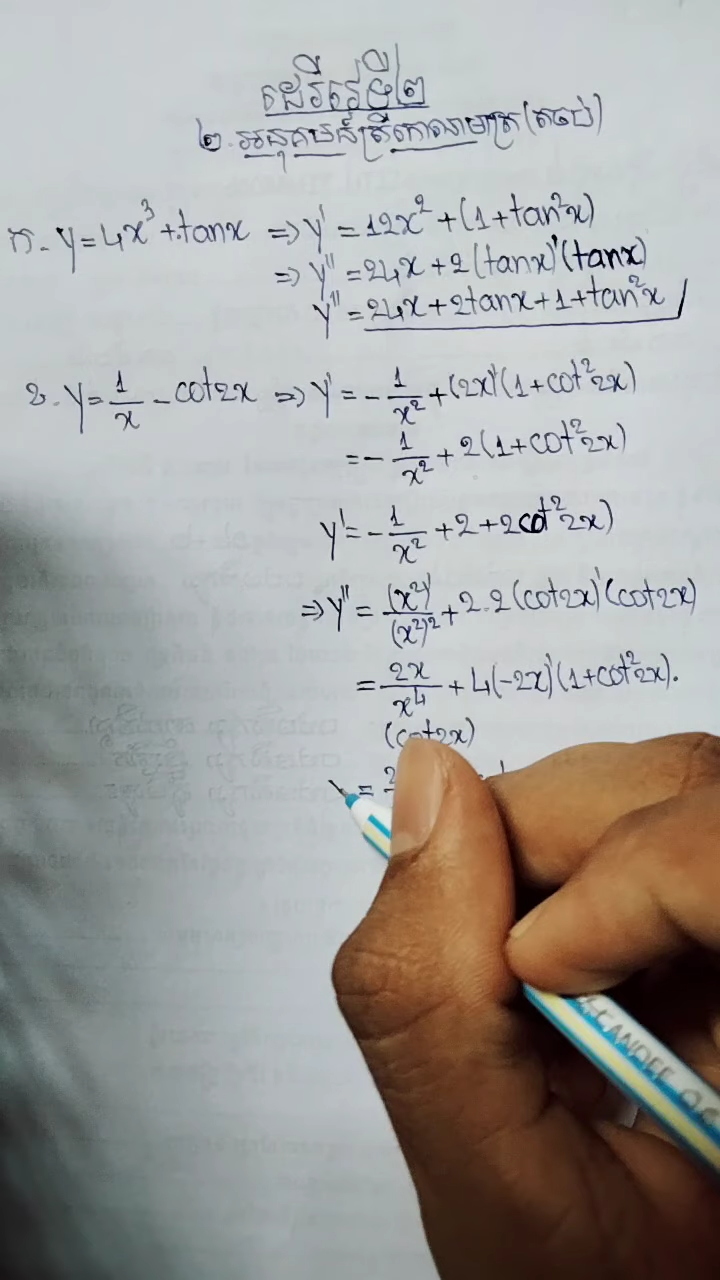 ដេរីវេទី២
២. អនុគមន៍ត្រីកោណមាត្រ (តចប់)
ក. y = 4x³ + tanx ⇒ y' = 12x² + (1 + tan²x)
⇒ y'' = 24x + 2(tanx)'(tanx)
y'' = 24x + 2tanx + 1 + tan²x
ខ. y = 1/x - cot2x ⇒ y' = - 1/x² + (2x)'(1 + cot²2x)
= - 1/x² + 2(1 + cot²2x)
y' = - 1/x² + 2 + 2cot²2x)
⇒ y'' = (x²)'/(x²)² + 2.2(cot2x)'(cot2x)
= 2x/x⁴ + 4(-2x)'(1 + cot²2x).
(cot2x)
=